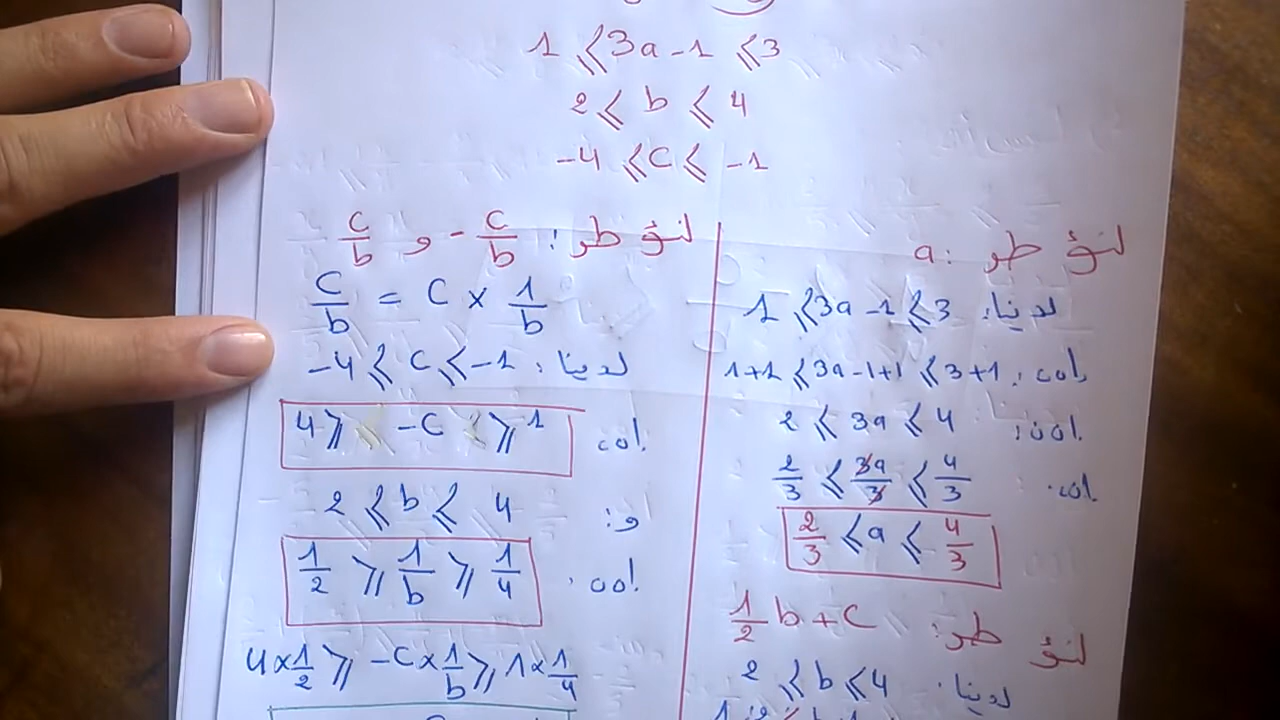 1 ⩽ 3a - 1 ⩽ 3
2 ⩽ b ⩽ 4
-4 ⩽ c ⩽ -1
لنؤطر: a
لدينا: 1 ⩽ 3a - 1 ⩽ 3
اذن: 1+1 ⩽ 3a-1+1 ⩽ 3+1
اذن: 2 ⩽ 3a ⩽ 4
اذن: 2/3 ⩽ 3a/3 ⩽ 4/3
2/3 ⩽ a ⩽ 4/3
لنؤطر: 1/2 b + c
لدينا: 2 ⩽ b ⩽ 4
لنؤطر: -c/b و c/b
c/b = c × 1/b
لدينا: -4 ⩽ c ⩽ -1
اذن: 4 ⩾ -c ⩾ 1
و: 2 ⩽ b ⩽ 4
اذن: 1/2 ⩾ 1/b ⩾ 1/4
4×1/2 ⩾ -c×1/b ⩾ 1×1/4